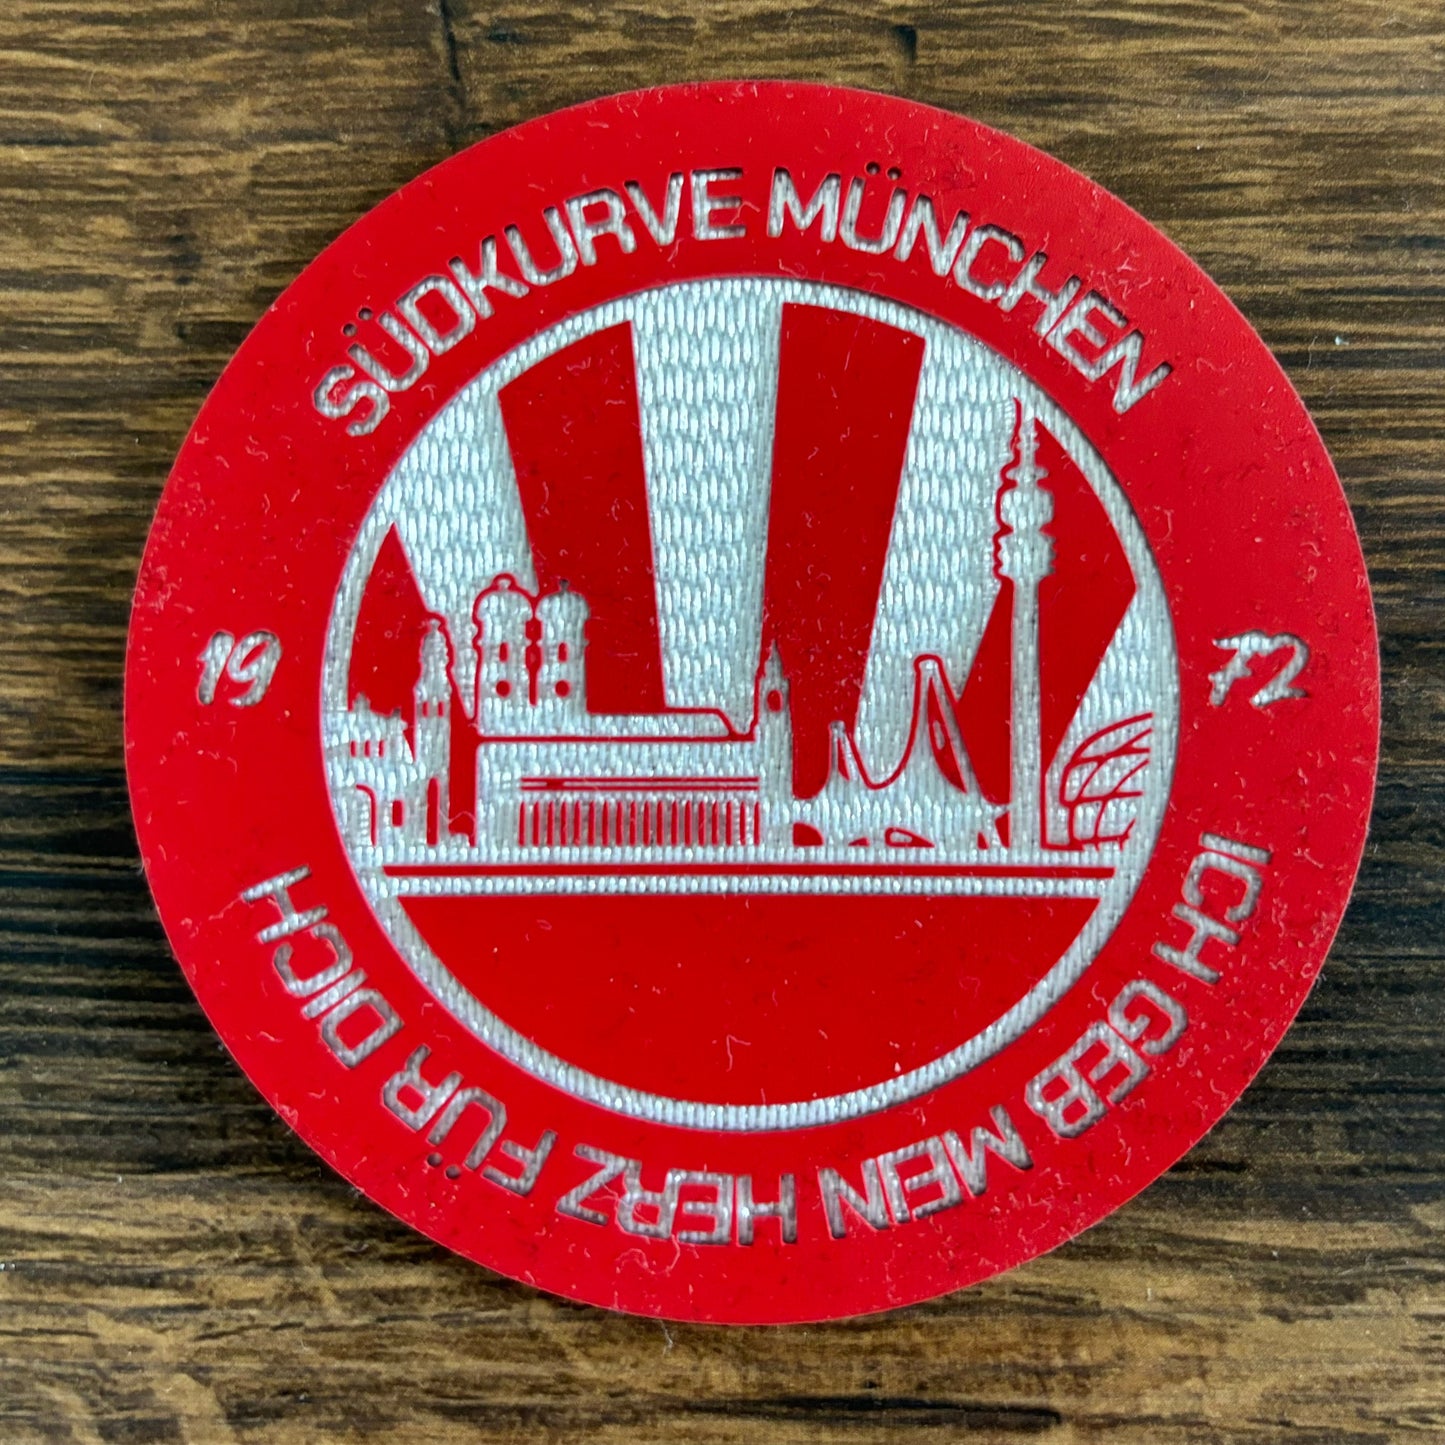 SÜDKURVE MÜNCHEN
19 72
ICH GEB MEIN HERZ FÜR DICH